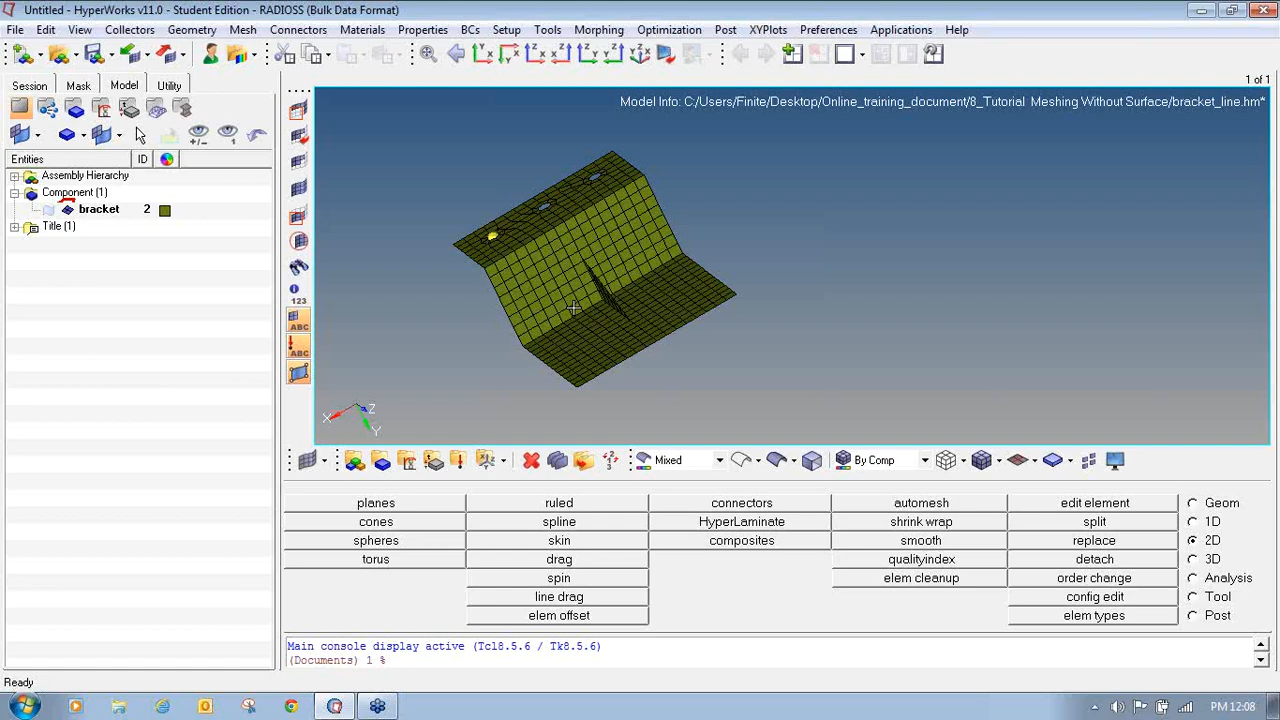 Untitled - HyperWorks v11.0 - Student Edition - RADIOSS (Bulk Data Format)
File Edit View Collectors Geometry Mesh Connectors Materials Properties BCs Setup Tools Morphing Optimization Post XYPlots Preferences Applications Help
Session Mask Model Utility
1 of 1
Model Info: C:/Users/Finite/Desktop/Online_training_document/8_Tutorial Meshing Without Surface/bracket_line.hm*
Entities ID
Assembly Hierarchy
Component (1)
bracket 2
Title (1)
123
ABC
ABC
X Z
Y
Mixed By Comp
planes ruled connectors automesh edit element Geom
cones spline HyperLaminate shrink wrap split 1D
spheres skin composites smooth replace 2D
torus drag qualityindex detach 3D
spin elem cleanup order change Analysis
line drag config edit Tool
elem offset elem types Post
Main console display active (Tcl8.5.6 / Tk8.5.6)
(Documents) 1 %
Ready
PM 12:08